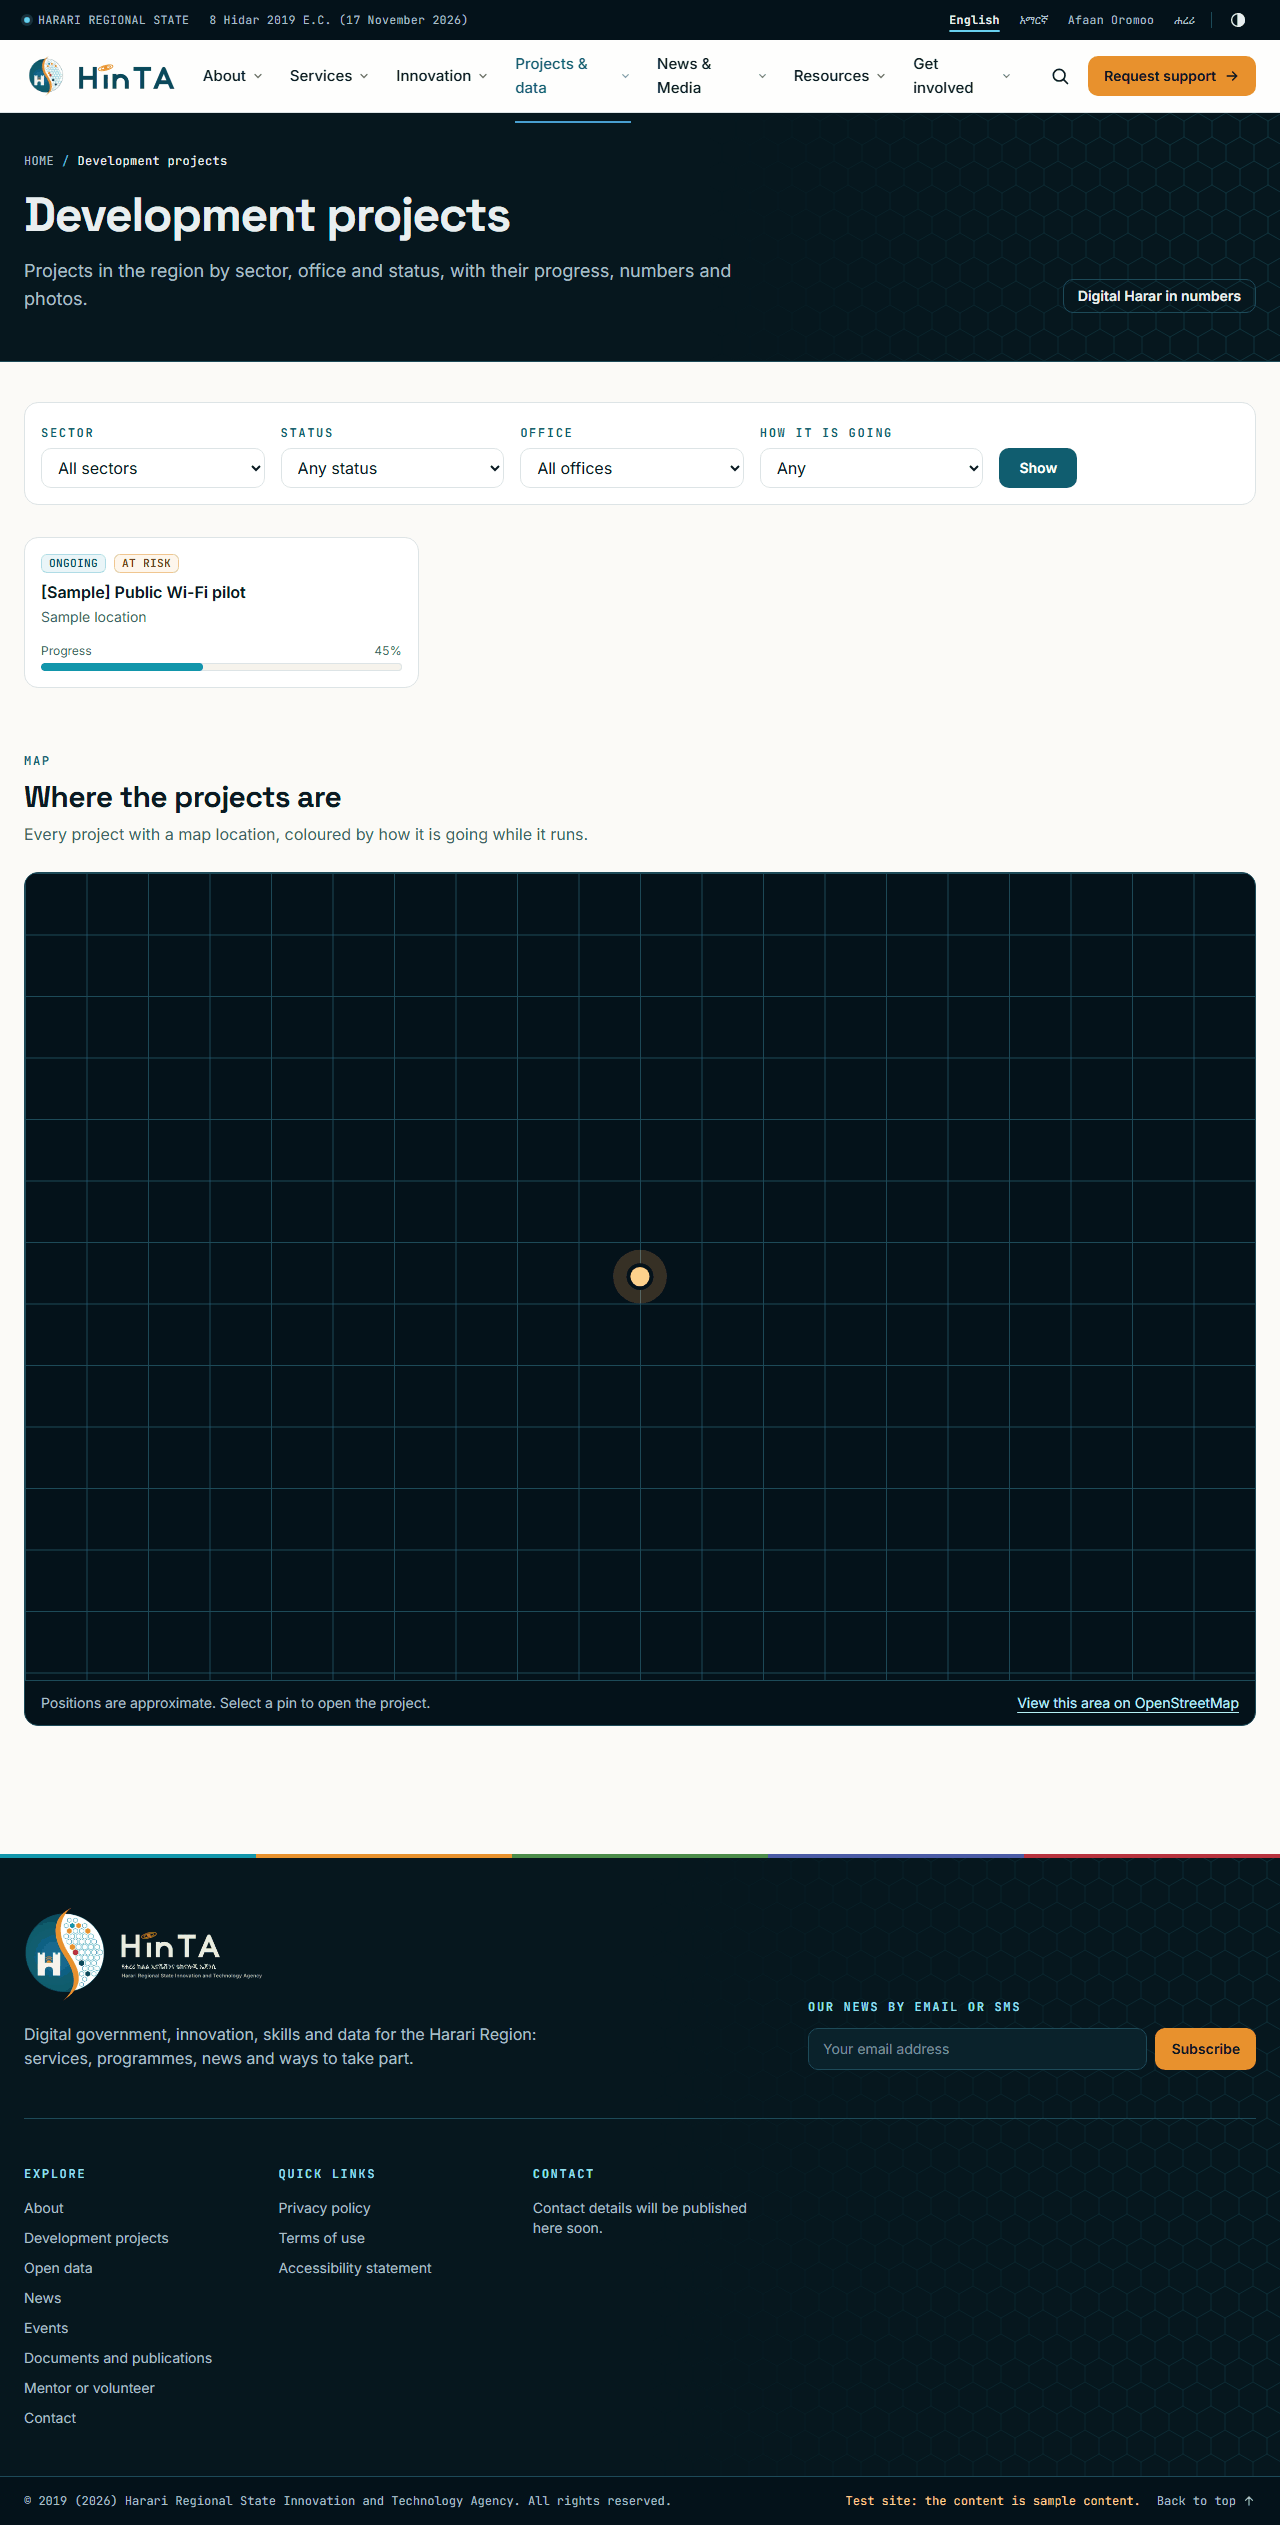 HARARI REGIONAL STATE 8 Hidar 2019 E.C. (17 November 2026)
English አማርኛ Afaan Oromoo ሐረሪ
HinTA
About
Services
Innovation
Projects & data
News & Media
Resources
Get involved
Request support →
HOME / Development projects
Development projects
Projects in the region by sector, office and status, with their progress, numbers and
photos.
Digital Harar in numbers
SECTOR STATUS OFFICE HOW IT IS GOING
All sectors Any status All offices Any Show
ONGOING AT RISK
[Sample] Public Wi-Fi pilot
Sample location
Progress 45%
MAP
Where the projects are
Every project with a map location, coloured by how it is going while it runs.
Positions are approximate. Select a pin to open the project. View this area on OpenStreetMap
HinTA
Harari Regional State Innovation and Technology Agency
Digital government, innovation, skills and data for the Harari Region:
services, programmes, news and ways to take part.
OUR NEWS BY EMAIL OR SMS
Your email address Subscribe
EXPLORE
About
Development projects
Open data
News
Events
Documents and publications
Mentor or volunteer
Contact
QUICK LINKS
Privacy policy
Terms of use
Accessibility statement
CONTACT
Contact details will be published
here soon.
© 2019 (2026) Harari Regional State Innovation and Technology Agency. All rights reserved.
Test site: the content is sample content. Back to top ↑